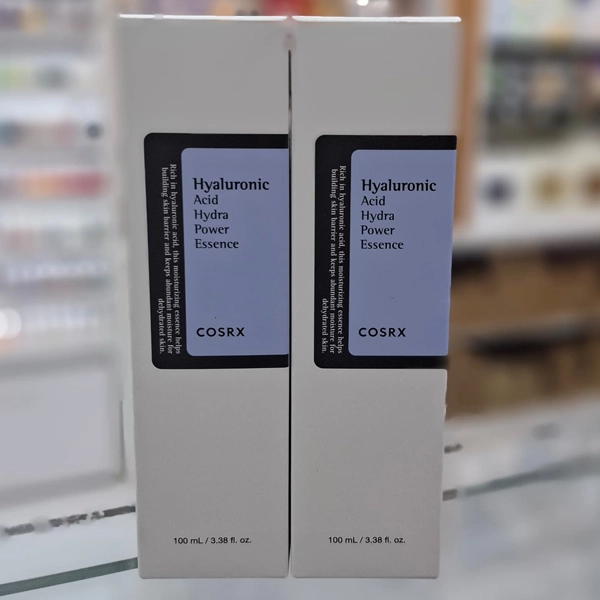 Hyaluronic
Acid
Hydra
Power
Essence
Rich in hyaluronic acid, this moisturizing essence helps
building skin barrier and keeps abundant moisture for
dehydrated skin.
COSRX
100 mL / 3.38 fl. oz.
Hyaluronic
Acid
Hydra
Power
Essence
Rich in hyaluronic acid, this moisturizing essence helps
building skin barrier and keeps abundant moisture for
dehydrated skin.
COSRX
100 mL / 3.38 fl. oz.